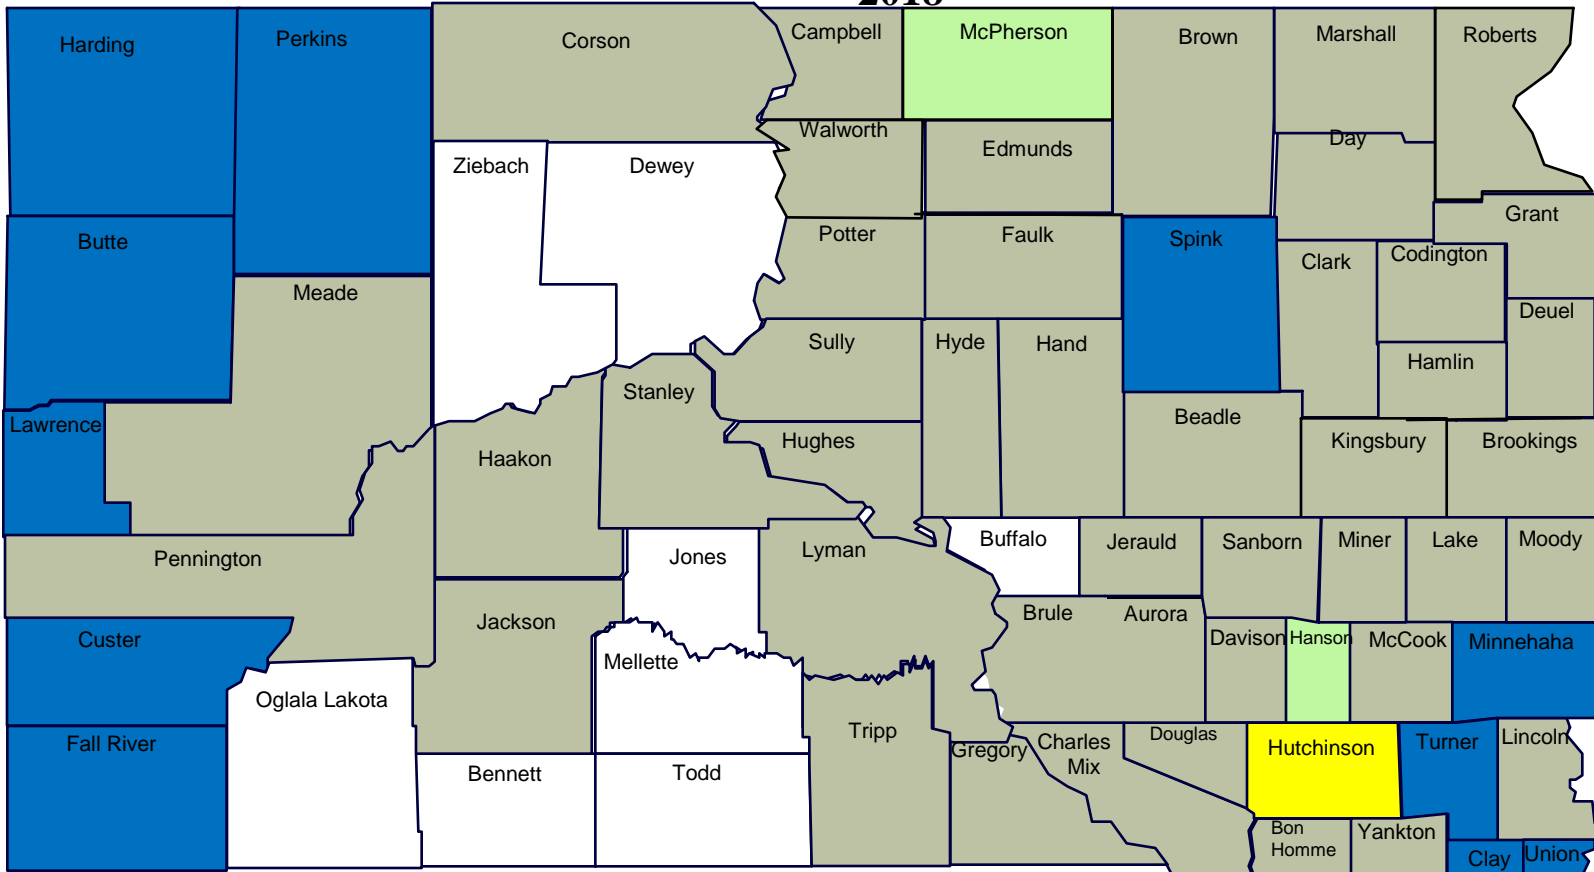 2018
Harding
Perkins
Corson
Campbell
McPherson
Brown
Marshall
Roberts
Walworth
Edmunds
Day
Ziebach
Dewey
Grant
Butte
Potter
Faulk
Spink
Clark
Codington
Meade
Deuel
Sully
Hyde
Hand
Hamlin
Stanley
Lawrence
Beadle
Hughes
Kingsbury
Brookings
Haakon
Pennington
Jones
Lyman
Buffalo
Jerauld
Sanborn
Miner
Lake
Moody
Jackson
Brule
Aurora
Custer
Davison
Hanson
McCook
Minnehaha
Mellette
Oglala Lakota
Tripp
Fall River
Gregory
Charles
Mix
Douglas
Hutchinson
Turner
Lincoln
Bennett
Todd
Bon
Homme
Yankton
Clay
Union